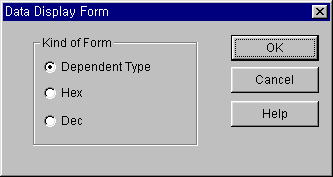 Data Display Form
Kind of Form
Dependent Type
Hex
Dec
OK
Cancel
Help